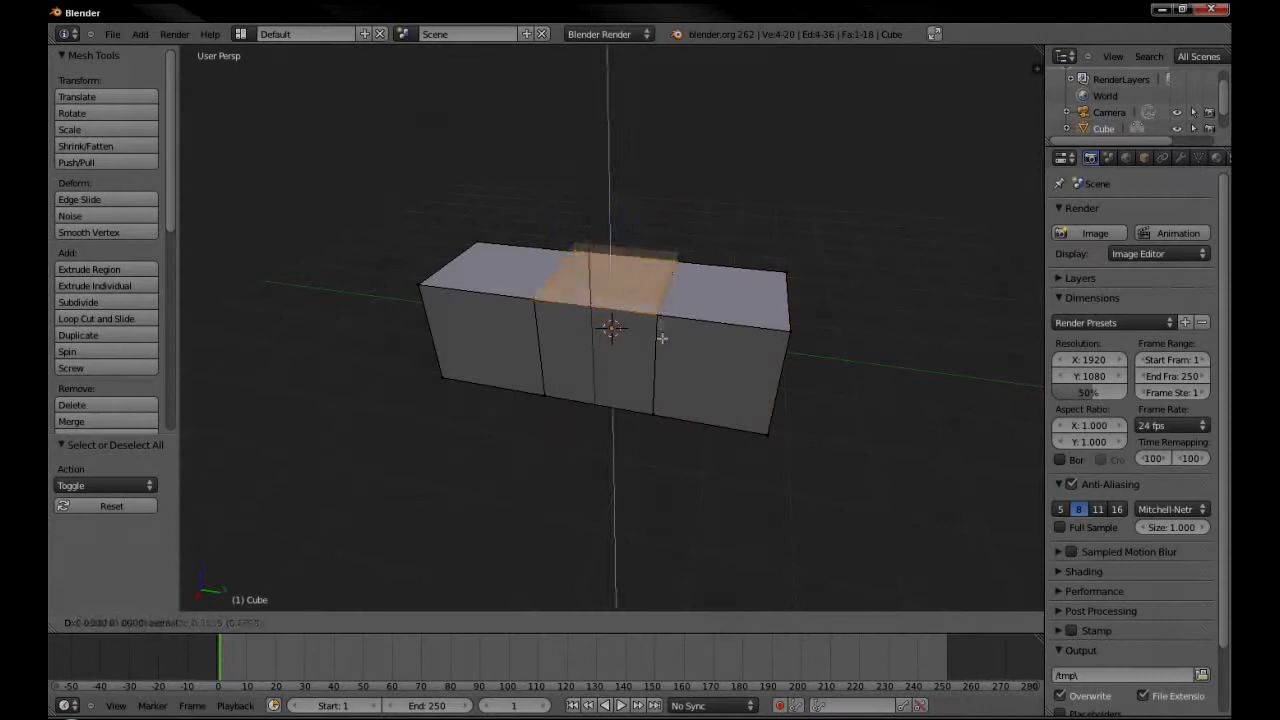 Blender
File Add Render Help Default Scene Blender Render blender.org 262 | Ve:4-20 | Ed:4-36 | Fa:1-18 | Cube
Mesh Tools
Transform:
Translate
Rotate
Scale
Shrink/Fatten
Push/Pull
Deform:
Edge Slide
Noise
Smooth Vertex
Add:
Extrude Region
Extrude Individual
Subdivide
Loop Cut and Slide
Duplicate
Spin
Screw
Remove:
Delete
Merge
Select or Deselect All
Action
Toggle
Reset
User Persp
(1) Cube
View Search All Scenes
RenderLayers
World
Camera
Cube
Scene
Render
Image Animation
Display: Image Editor
Layers
Dimensions
Render Presets
Resolution: Frame Range:
X: 1920 Start Fram: 1
Y: 1080 End Fra: 250
50% Frame Ste: 1
Aspect Ratio: Frame Rate:
X: 1.000 24 fps
Y: 1.000 Time Remapping:
Bor Cro 100 100
Anti-Aliasing
5 8 11 16 Mitchell-Netr
Full Sample Size: 1.000
Sampled Motion Blur
Shading
Performance
Post Processing
Stamp
Output
/tmp\
Overwrite File Extensio
-50 -40 -30 -20 -10 0 10 20 30 40 50 60 70 80 90 100 110 120 130 140 150 160 170 180 190 200 210 220 230 240 250 260 270 280
View Marker Frame Playback Start: 1 End: 250 1 No Sync